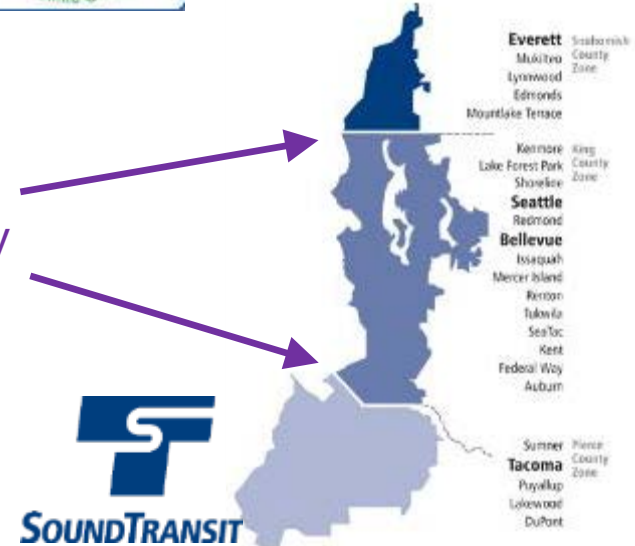 y
Everett
Mukilteo
Lynnwood
Edmonds
Mountlake Terrace
Snohomish
County
Zone
Kenmore
Lake Forest Park
Shoreline
Seattle
Redmond
Bellevue
Issaquah
Mercer Island
Renton
Tukwila
SeaTac
Kent
Federal Way
Auburn
King
County
Zone
Sumner
Tacoma
Puyallup
Lakewood
DuPont
Pierce
County
Zone
SOUNDTRANSIT